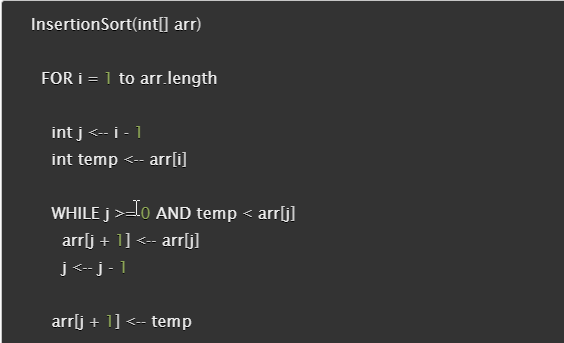 InsertionSort(int[] arr)
FOR i = 1 to arr.length
int j <-- i - 1
int temp <-- arr[i]
WHILE j >= 0 AND temp < arr[j]
arr[j + 1] <-- arr[j]
j <-- j - 1
arr[j + 1] <-- temp